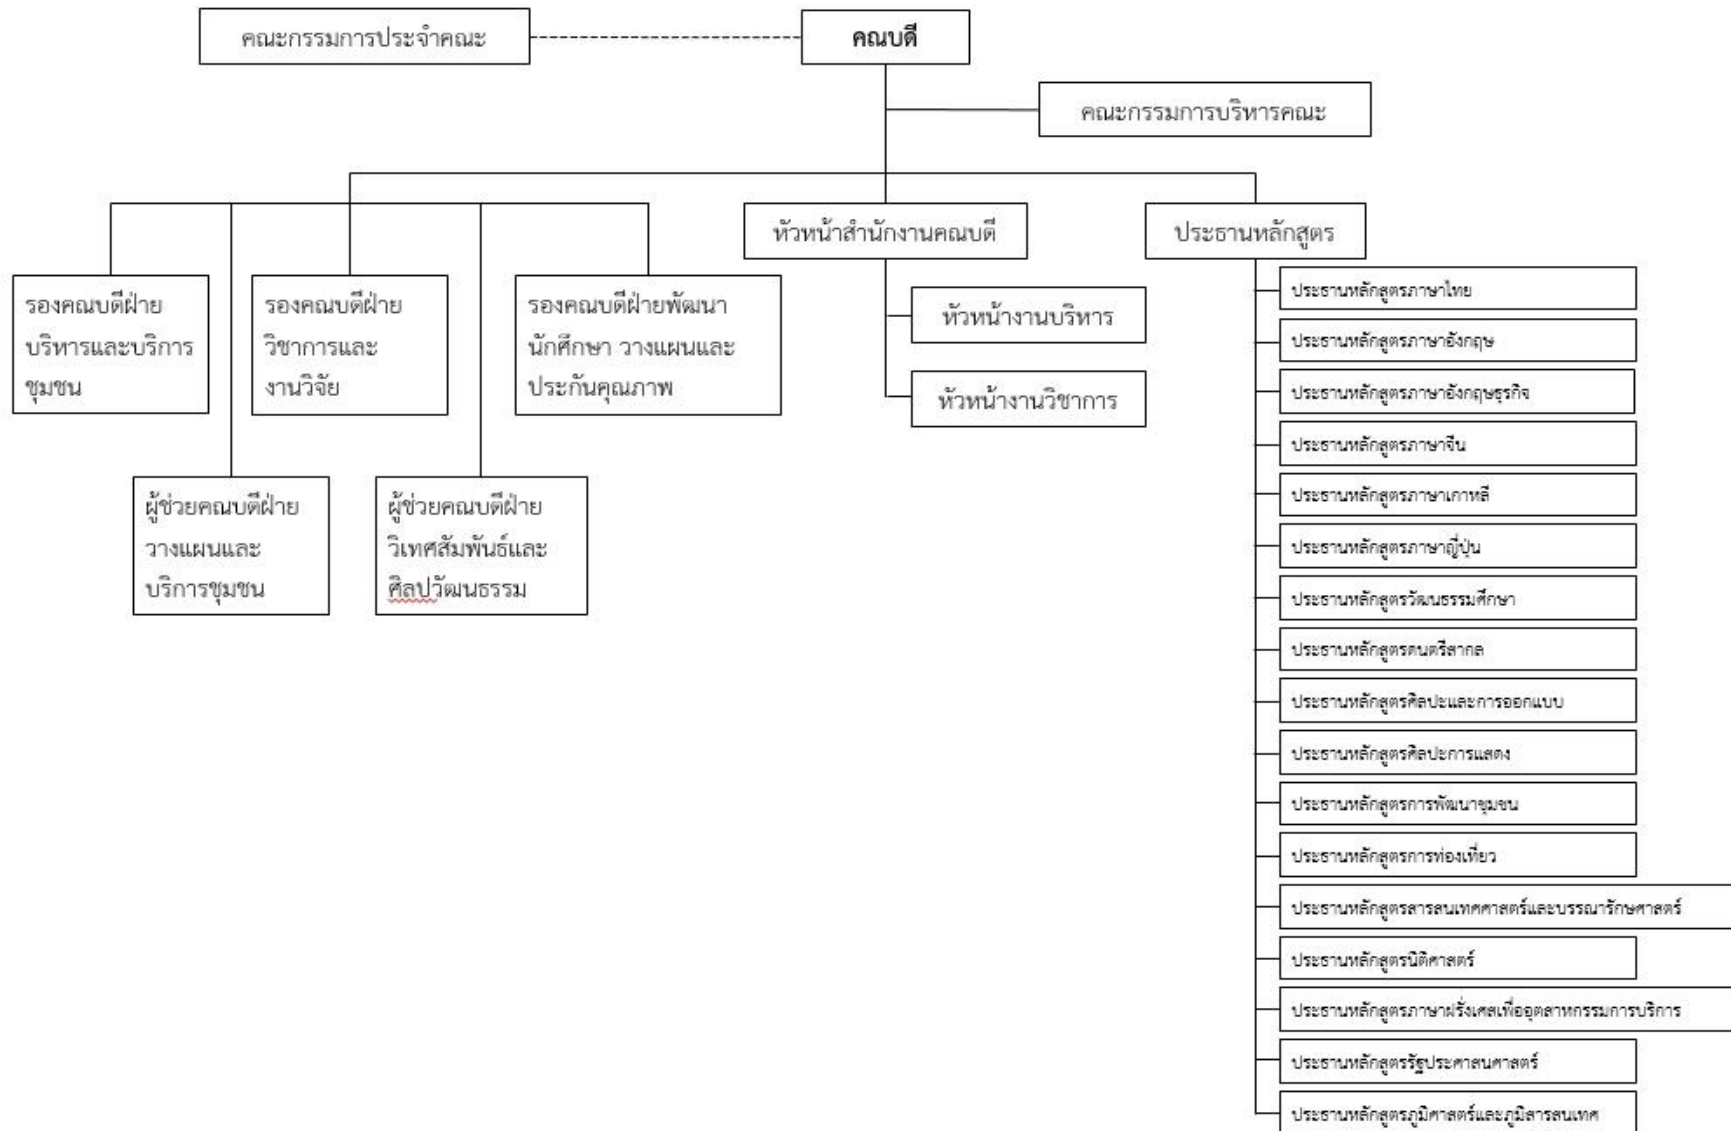 คณะกรรมการประจำคณะ
คณบดี
คณะกรรมการบริหารคณะ
หัวหน้าสำนักงานคณบดี
ประธานหลักสูตร
รองคณบดีฝ่าย
บริหารและบริการ
ชุมชน
รองคณบดีฝ่าย
วิชาการและ
งานวิจัย
รองคณบดีฝ่ายพัฒนา
นักศึกษา วางแผนและ
ประกันคุณภาพ
หัวหน้างานบริหาร
หัวหน้างานวิชาการ
ผู้ช่วยคณบดีฝ่าย
วางแผนและ
บริการชุมชน
ผู้ช่วยคณบดีฝ่าย
วิเทศสัมพันธ์และ
ศิลปวัฒนธรรม
ประธานหลักสูตรภาษาไทย
ประธานหลักสูตรภาษาอังกฤษ
ประธานหลักสูตรภาษาอังกฤษธุรกิจ
ประธานหลักสูตรภาษาจีน
ประธานหลักสูตรภาษาเกาหลี
ประธานหลักสูตรภาษาญี่ปุ่น
ประธานหลักสูตรวัฒนธรรมศึกษา
ประธานหลักสูตรดนตรีสากล
ประธานหลักสูตรศิลปะและการออกแบบ
ประธานหลักสูตรศิลปะการแสดง
ประธานหลักสูตรการพัฒนาชุมชน
ประธานหลักสูตรการท่องเที่ยว
ประธานหลักสูตรสารสนเทศศาสตร์และบรรณารักษศาสตร์
ประธานหลักสูตรนิติศาสตร์
ประธานหลักสูตรภาษาฝรั่งเศสเพื่ออุตสาหกรรมการบริการ
ประธานหลักสูตรรัฐประศาสนศาสตร์
ประธานหลักสูตรภูมิศาสตร์และภูมิสารสนเทศ